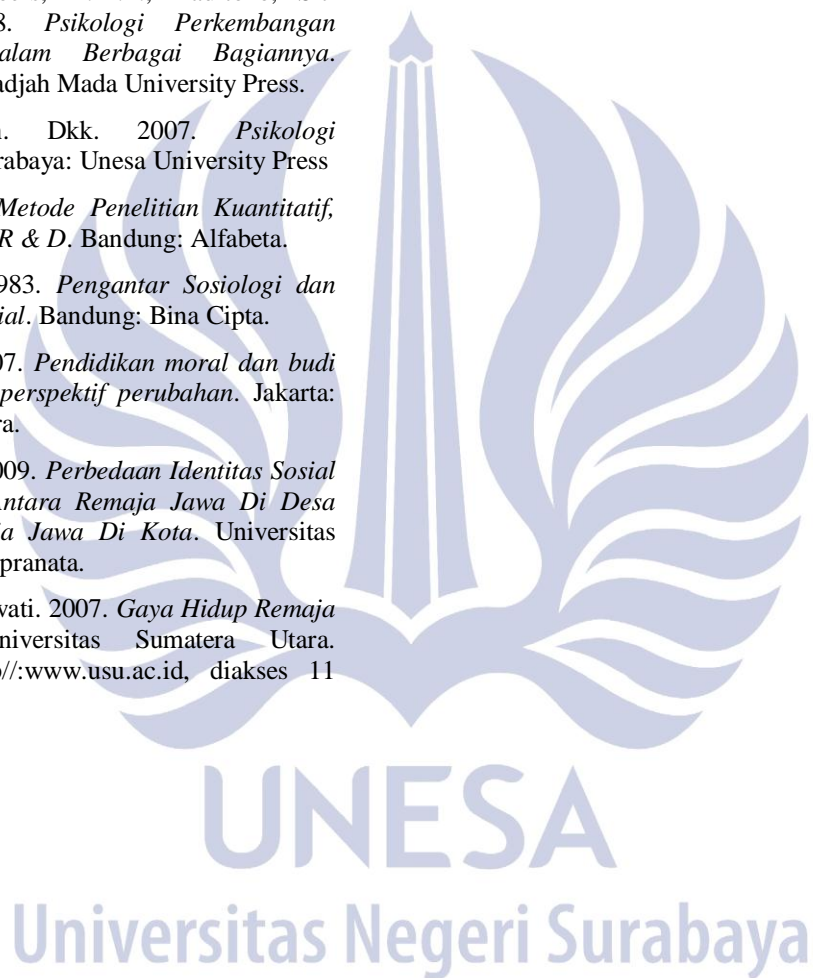 8. Psikologi Perkembangan
alam Berbagai Bagiannya.
adjah Mada University Press.
Dkk. 2007. Psikologi
rabaya: Unesa University Press
Metode Penelitian Kuantitatif,
R & D. Bandung: Alfabeta.
983. Pengantar Sosiologi dan
ial. Bandung: Bina Cipta.
07. Pendidikan moral dan budi
perspektif perubahan. Jakarta:
ra.
009. Perbedaan Identitas Sosial
ntara Remaja Jawa Di Desa
a Jawa Di Kota. Universitas
pranata.
wati. 2007. Gaya Hidup Remaja
niversitas Sumatera Utara.
//:www.usu.ac.id, diakses 11
UNESA
Universitas Negeri Surabaya